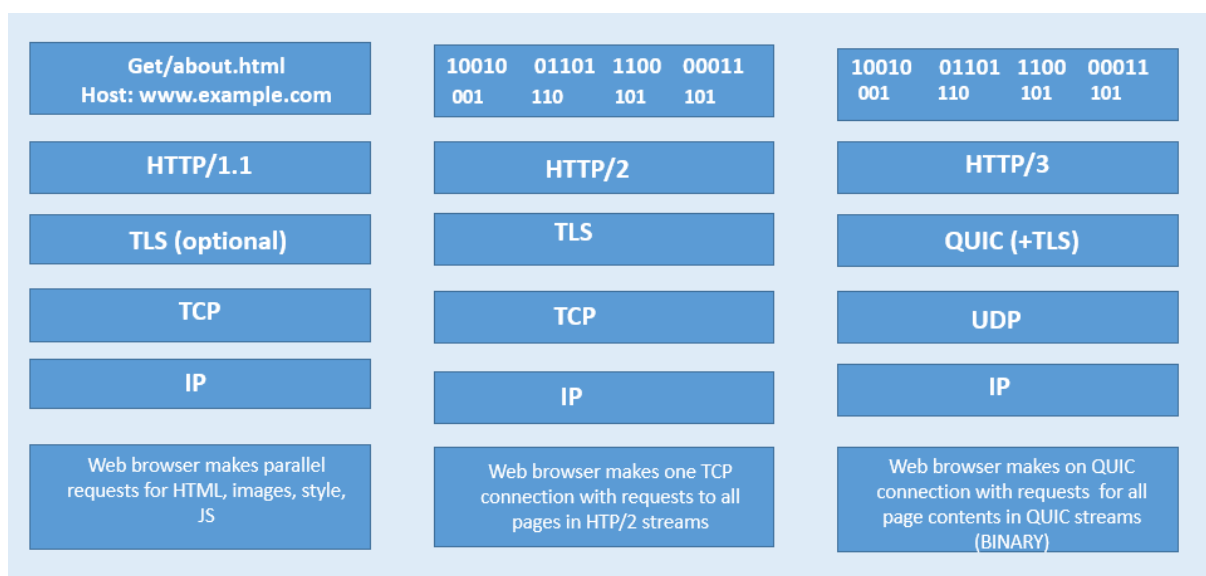 Get/about.html
Host: www.example.com
HTTP/1.1
TLS (optional)
TCP
IP
Web browser makes parallel
requests for HTML, images, style,
JS
10010 01101 1100 00011
001 110 101 101
HTTP/2
TLS
TCP
IP
Web browser makes one TCP
connection with requests to all
pages in HTP/2 streams
10010 01101 1100 00011
001 110 101 101
HTTP/3
QUIC (+TLS)
UDP
IP
Web browser makes on QUIC
connection with requests for all
page contents in QUIC streams
(BINARY)